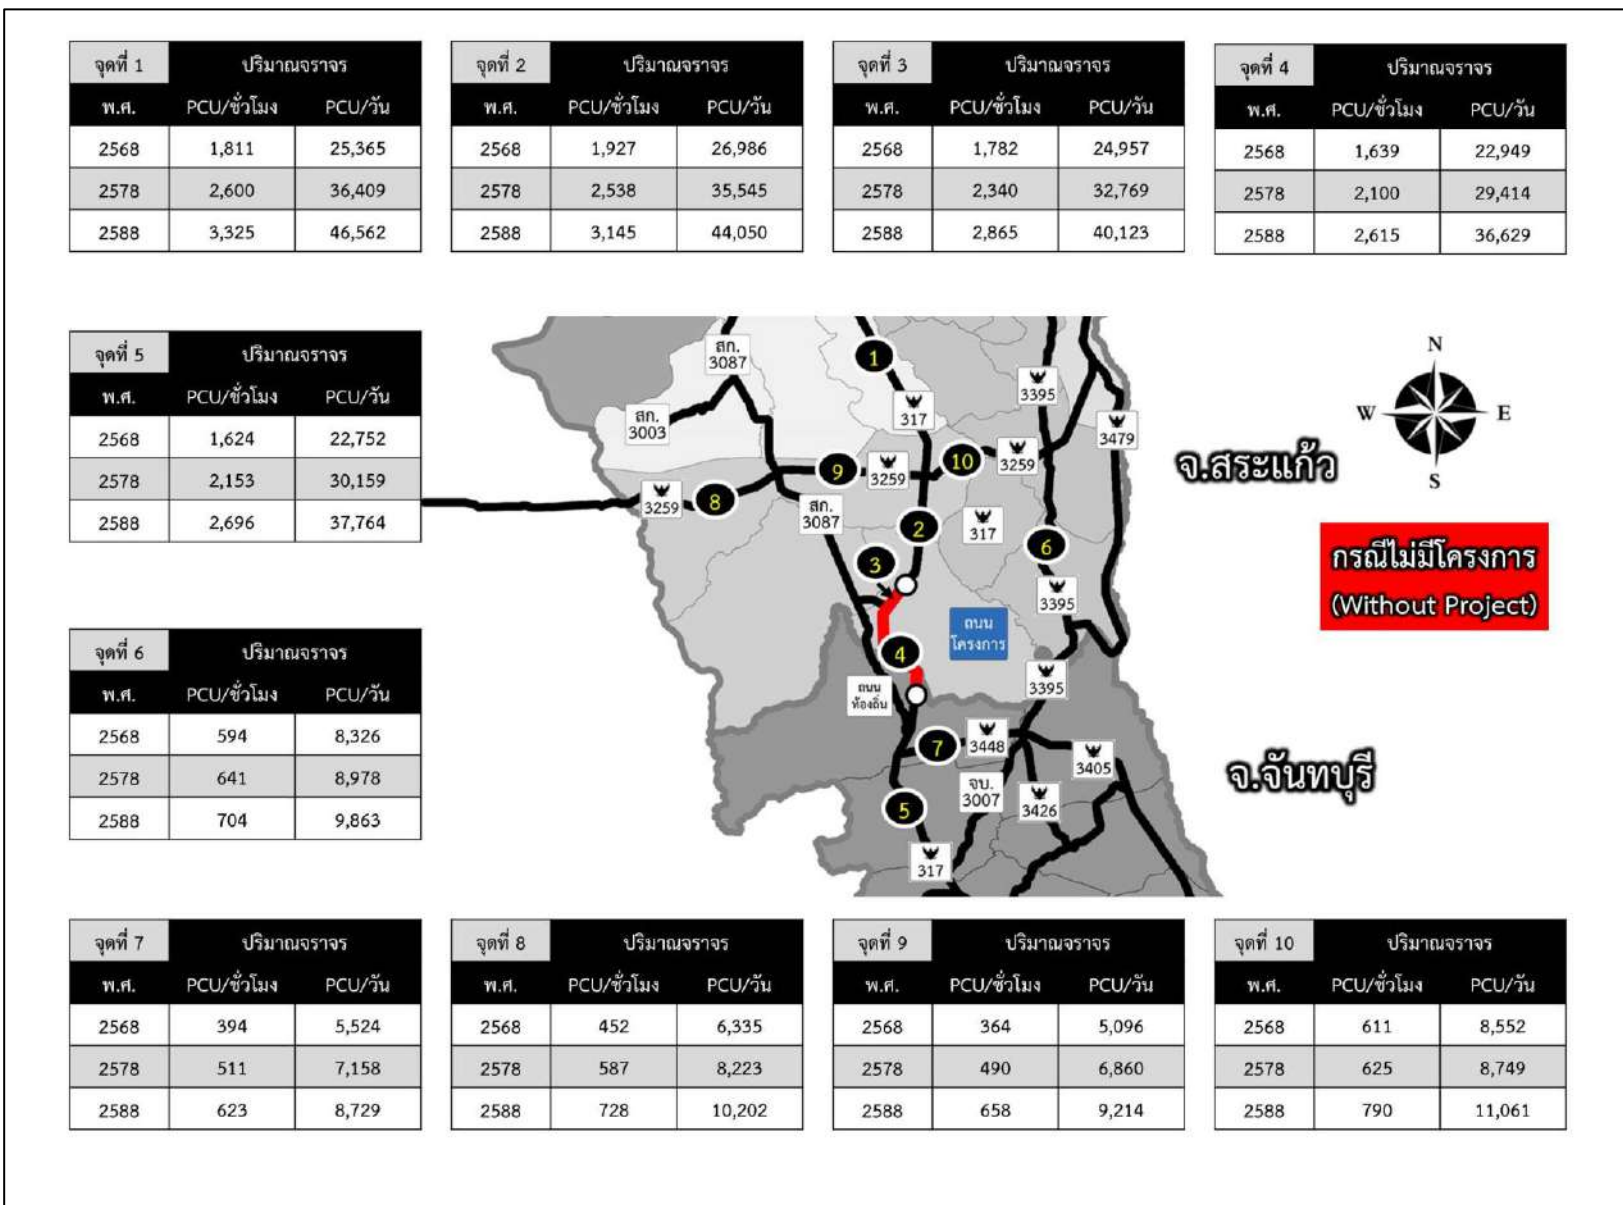 จุดที่ 1 ปริมาณจราจร
พ.ศ. PCU/ชั่วโมง PCU/วัน
2568 1,811 25,365
2578 2,600 36,409
2588 3,325 46,562
จุดที่ 2 ปริมาณจราจร
พ.ศ. PCU/ชั่วโมง PCU/วัน
2568 1,927 26,986
2578 2,538 35,545
2588 3,145 44,050
จุดที่ 3 ปริมาณจราจร
พ.ศ. PCU/ชั่วโมง PCU/วัน
2568 1,782 24,957
2578 2,340 32,769
2588 2,865 40,123
จุดที่ 4 ปริมาณจราจร
พ.ศ. PCU/ชั่วโมง PCU/วัน
2568 1,639 22,949
2578 2,100 29,414
2588 2,615 36,629
จุดที่ 5 ปริมาณจราจร
พ.ศ. PCU/ชั่วโมง PCU/วัน
2568 1,624 22,752
2578 2,153 30,159
2588 2,696 37,764
สก.
3087
1
3395
317
สก.
3003
3479
9
3259
10
3259
3259
8
สก.
3087
2
317
6
3
3395
ถนน
โครงการ
4
ถนน
ท้องถิ่น
3395
7
3448
3405
จบ.
3007
3426
5
317
N
W
E
S
จ.สระแก้ว
กรณีไม่มีโครงการ
(Without Project)
จ.จันทบุรี
จุดที่ 6 ปริมาณจราจร
พ.ศ. PCU/ชั่วโมง PCU/วัน
2568 594 8,326
2578 641 8,978
2588 704 9,863
จุดที่ 7 ปริมาณจราจร
พ.ศ. PCU/ชั่วโมง PCU/วัน
2568 394 5,524
2578 511 7,158
2588 623 8,729
จุดที่ 8 ปริมาณจราจร
พ.ศ. PCU/ชั่วโมง PCU/วัน
2568 452 6,335
2578 587 8,223
2588 728 10,202
จุดที่ 9 ปริมาณจราจร
พ.ศ. PCU/ชั่วโมง PCU/วัน
2568 364 5,096
2578 490 6,860
2588 658 9,214
จุดที่ 10 ปริมาณจราจร
พ.ศ. PCU/ชั่วโมง PCU/วัน
2568 611 8,552
2578 625 8,749
2588 790 11,061